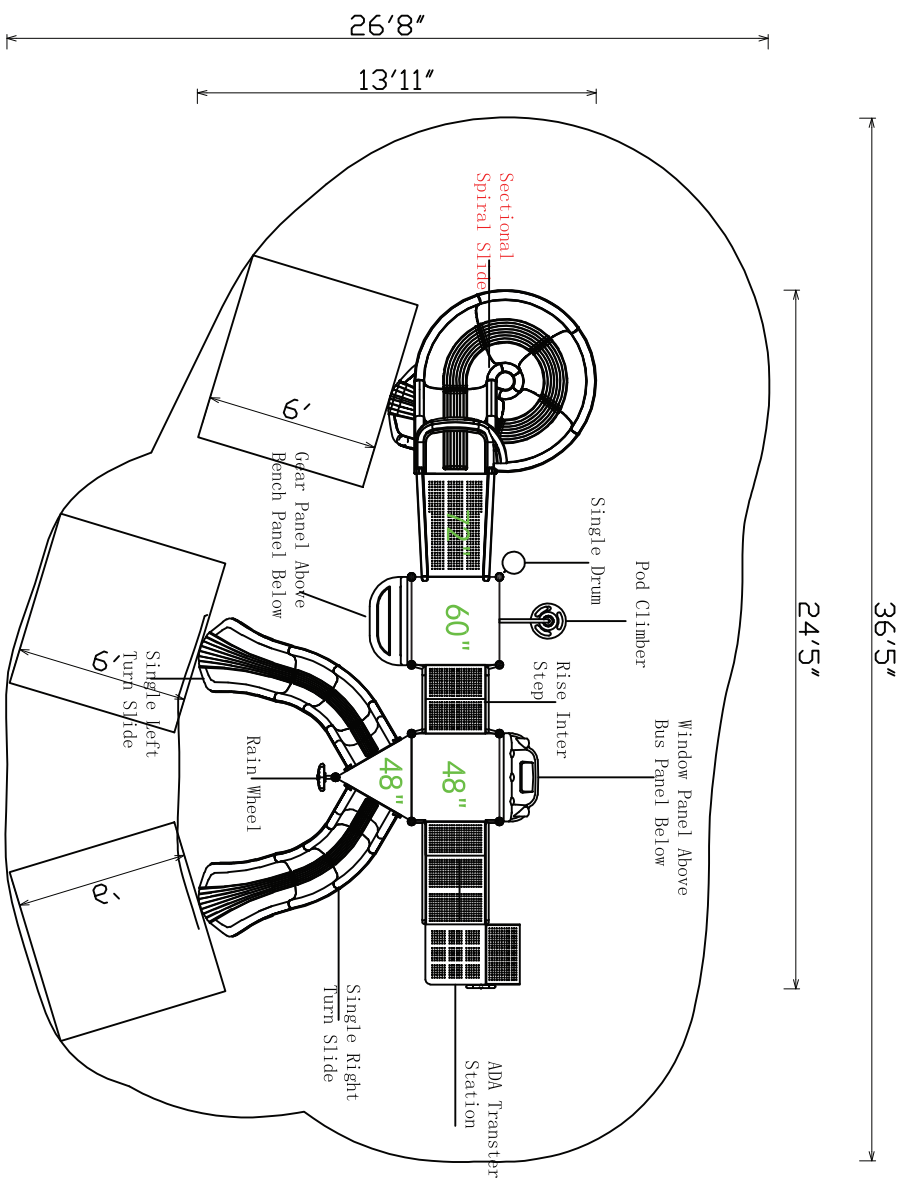 26'8"
13'11"
36'5"
24'5"
Sectional
Spiral Slide
6'
Gear Panel Above
Bench Panel Below
72"
Single Drum
Pod Climber
60"
Rise Inter
Step
6'
Single Left
Turn Slide
Rain Wheel
48"
48"
Window Panel Above
Bus Panel Below
6'
Single Right
Turn Slide
ADA Transter
Station